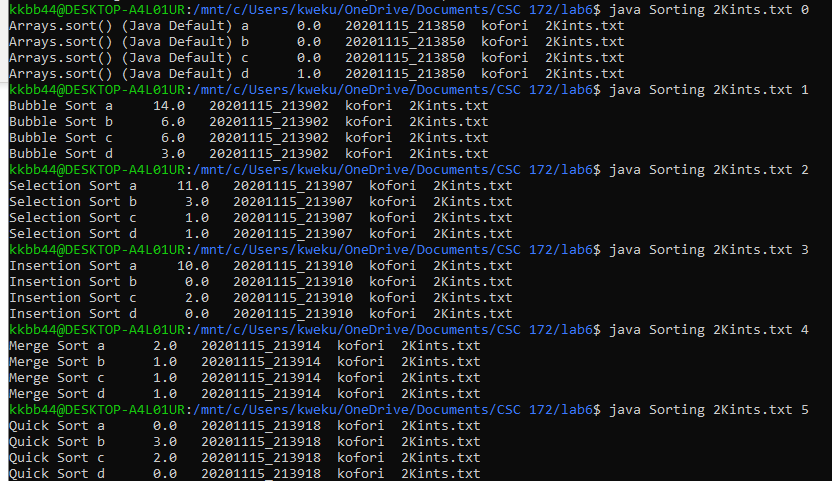 kkbb44@DESKTOP-A4L01UR:/mnt/c/Users/kweku/OneDrive/Documents/CSC 172/lab6$ java Sorting 2Kints.txt 0
Arrays.sort() (Java Default) a      0.0   20201115_213850  kofori  2Kints.txt
Arrays.sort() (Java Default) b      0.0   20201115_213850  kofori  2Kints.txt
Arrays.sort() (Java Default) c      0.0   20201115_213850  kofori  2Kints.txt
Arrays.sort() (Java Default) d      1.0   20201115_213850  kofori  2Kints.txt
kkbb44@DESKTOP-A4L01UR:/mnt/c/Users/kweku/OneDrive/Documents/CSC 172/lab6$ java Sorting 2Kints.txt 1
Bubble Sort a     14.0   20201115_213902  kofori  2Kints.txt
Bubble Sort b      6.0   20201115_213902  kofori  2Kints.txt
Bubble Sort c      6.0   20201115_213902  kofori  2Kints.txt
Bubble Sort d      3.0   20201115_213902  kofori  2Kints.txt
kkbb44@DESKTOP-A4L01UR:/mnt/c/Users/kweku/OneDrive/Documents/CSC 172/lab6$ java Sorting 2Kints.txt 2
Selection Sort a     11.0   20201115_213907  kofori  2Kints.txt
Selection Sort b      3.0   20201115_213907  kofori  2Kints.txt
Selection Sort c      1.0   20201115_213907  kofori  2Kints.txt
Selection Sort d      1.0   20201115_213907  kofori  2Kints.txt
kkbb44@DESKTOP-A4L01UR:/mnt/c/Users/kweku/OneDrive/Documents/CSC 172/lab6$ java Sorting 2Kints.txt 3
Insertion Sort a     10.0   20201115_213910  kofori  2Kints.txt
Insertion Sort b      0.0   20201115_213910  kofori  2Kints.txt
Insertion Sort c      2.0   20201115_213910  kofori  2Kints.txt
Insertion Sort d      0.0   20201115_213910  kofori  2Kints.txt
kkbb44@DESKTOP-A4L01UR:/mnt/c/Users/kweku/OneDrive/Documents/CSC 172/lab6$ java Sorting 2Kints.txt 4
Merge Sort a      2.0   20201115_213914  kofori  2Kints.txt
Merge Sort b      1.0   20201115_213914  kofori  2Kints.txt
Merge Sort c      1.0   20201115_213914  kofori  2Kints.txt
Merge Sort d      1.0   20201115_213914  kofori  2Kints.txt
kkbb44@DESKTOP-A4L01UR:/mnt/c/Users/kweku/OneDrive/Documents/CSC 172/lab6$ java Sorting 2Kints.txt 5
Quick Sort a      0.0   20201115_213918  kofori  2Kints.txt
Quick Sort b      3.0   20201115_213918  kofori  2Kints.txt
Quick Sort c      2.0   20201115_213918  kofori  2Kints.txt
Quick Sort d      0.0   20201115_213918  kofori  2Kints.txt